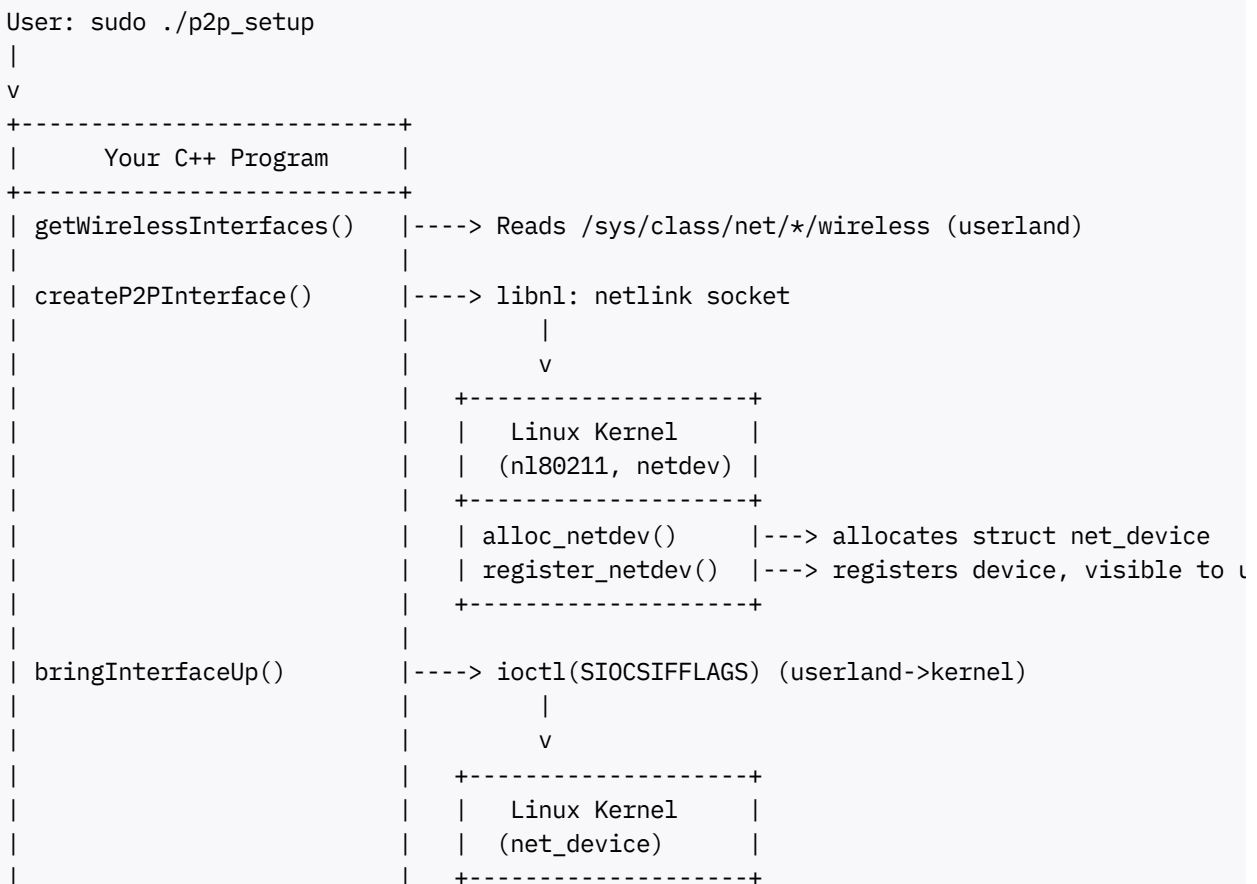 User: sudo ./p2p_setup
|
v
+---------------------------+
|      Your C++ Program     |
+---------------------------+
| getWirelessInterfaces()   |----> Reads /sys/class/net/*/wireless (userland)
|                           |
| createP2PInterface()      |----> libnl: netlink socket
|                           |         |
|                           |         v
|                           |   +-------------------+
|                           |   |   Linux Kernel     |
|                           |   |  (nl80211, netdev) |
|                           |   +-------------------+
|                           |   | alloc_netdev()     |---> allocates struct net_device
|                           |   | register_netdev()  |---> registers device, visible to
|                           |   +-------------------+
|                           |
| bringInterfaceUp()        |----> ioctl(SIOCSIFFLAGS) (userland->kernel)
|                           |         |
|                           |         v
|                           |   +-------------------+
|                           |   |   Linux Kernel     |
|                           |   |  (net_device)      |
|                           |   +-------------------+